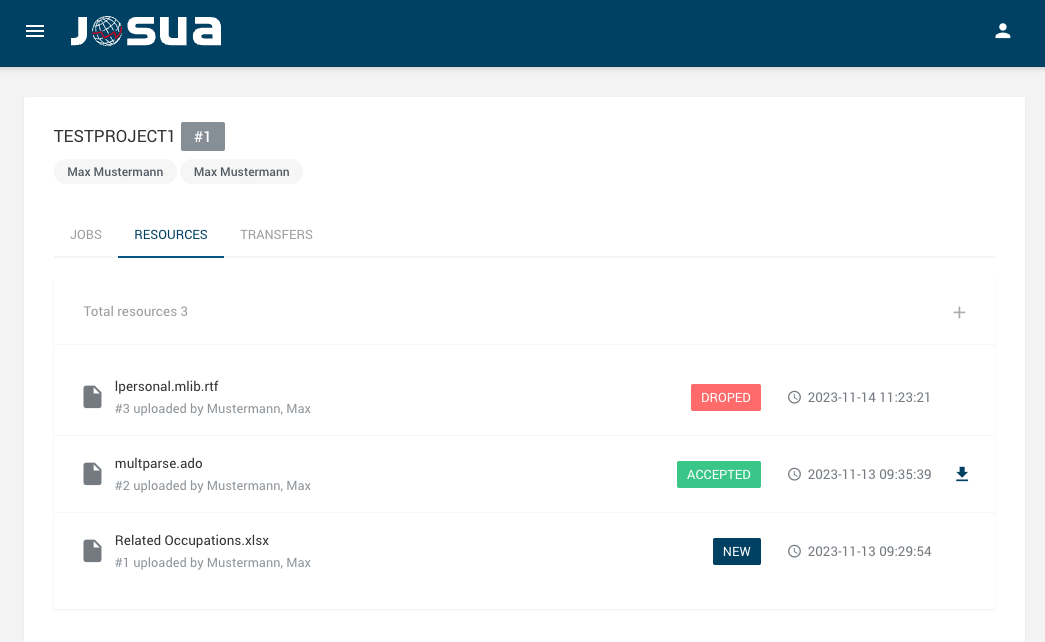 JOSUA
TESTPROJECT1 #1
Max Mustermann Max Mustermann
JOBS RESOURCES TRANSFERS
Total resources 3
lpersonal.mlib.rtf
#3 uploaded by Mustermann, Max
DROPED 2023-11-14 11:23:21
multparse.ado
#2 uploaded by Mustermann, Max
ACCEPTED 2023-11-13 09:35:39
Related Occupations.xlsx
#1 uploaded by Mustermann, Max
NEW 2023-11-13 09:29:54